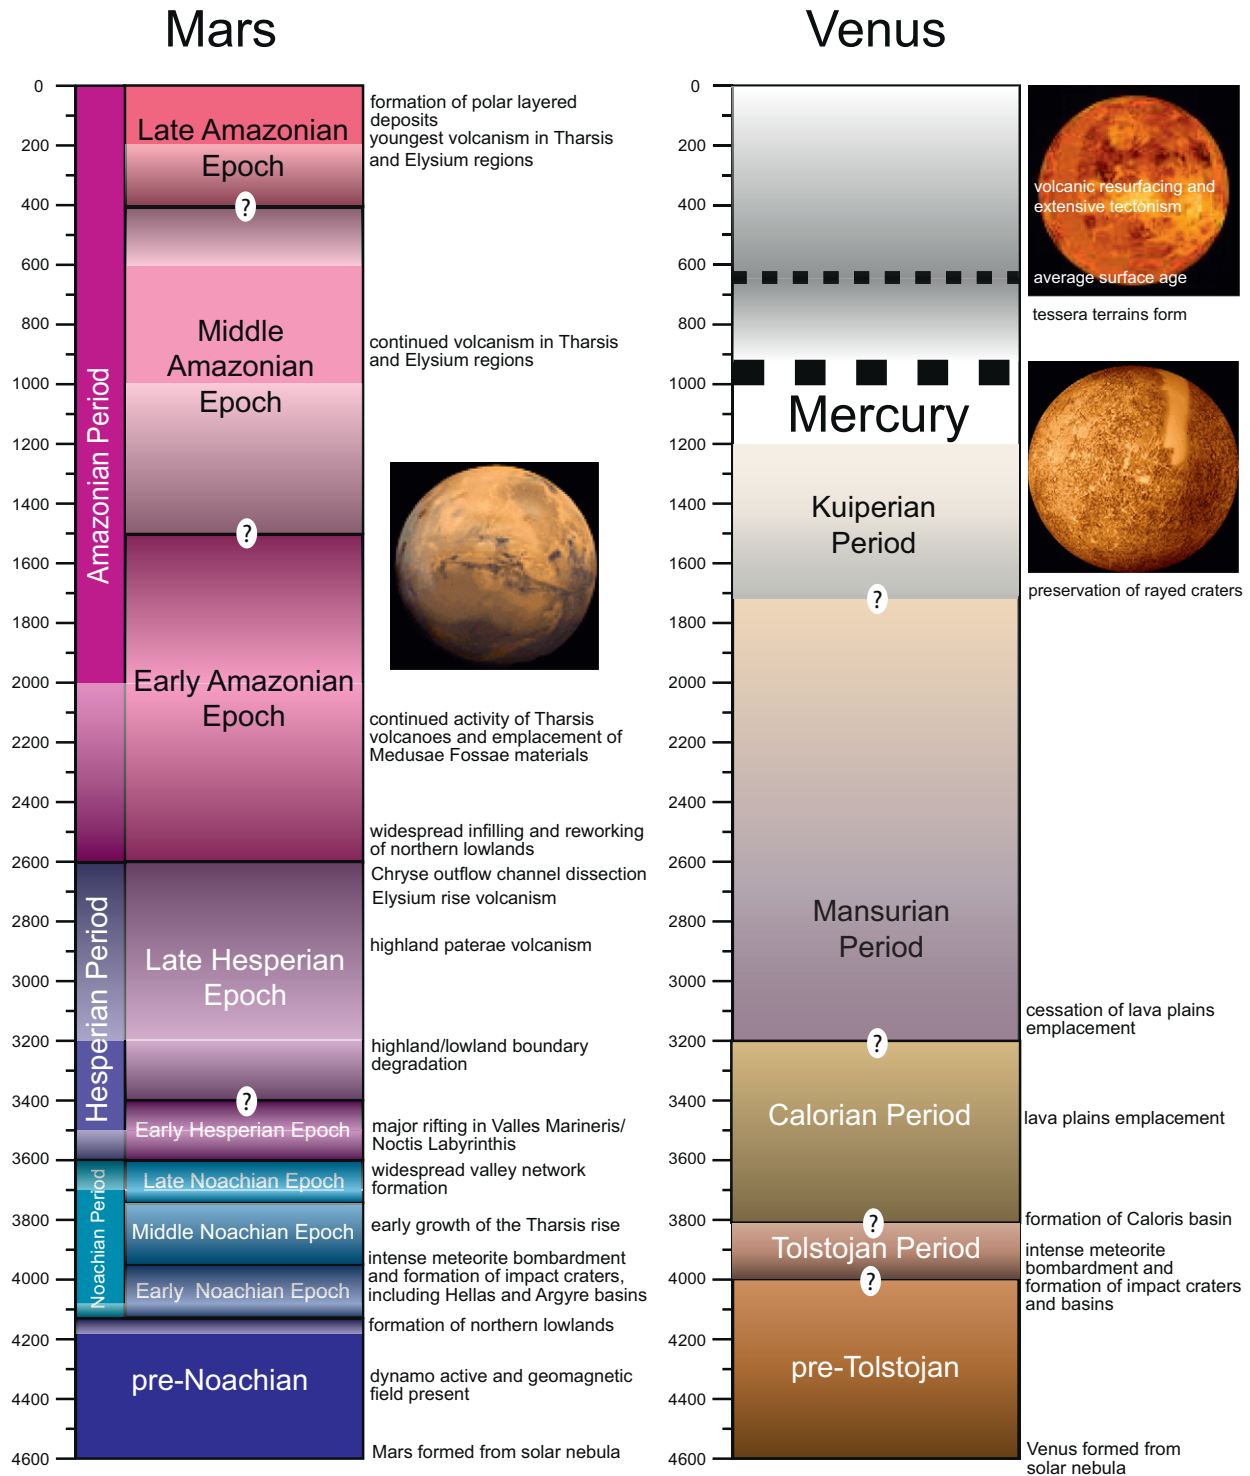 Mars
Venus
0
200
400
600
800
1000
1200
1400
1600
1800
2000
2200
2400
2600
2800
3000
3200
3400
3600
3800
4000
4200
4400
4600
Amazonian Period
Hesperian Period
Noachian Period
Late Amazonian
Epoch
?
Middle
Amazonian
Epoch
?
Early Amazonian
Epoch
Late Hesperian
Epoch
?
Early Hesperian Epoch
Late Noachian Epoch
Middle Noachian Epoch
Early Noachian Epoch
pre-Noachian
formation of polar layered
deposits
youngest volcanism in Tharsis
and Elysium regions
continued volcanism in Tharsis
and Elysium regions
continued activity of Tharsis
volcanoes and emplacement of
Medusae Fossae materials
widespread infilling and reworking
of northern lowlands
Chryse outflow channel dissection
Elysium rise volcanism
highland paterae volcanism
highland/lowland boundary
degradation
major rifting in Valles Marineris/
Noctis Labyrinthis
widespread valley network
formation
early growth of the Tharsis rise
intense meteorite bombardment
and formation of impact craters,
including Hellas and Argyre basins
formation of northern lowlands
dynamo active and geomagnetic
field present
Mars formed from solar nebula
0
200
400
600
800
1000
1200
1400
1600
1800
2000
2200
2400
2600
2800
3000
3200
3400
3600
3800
4000
4200
4400
4600
Mercury
Kuiperian
Period
?
Mansurian
Period
?
Calorian Period
?
Tolstojan Period
?
pre-Tolstojan
volcanic resurfacing and
extensive tectonism
average surface age
tessera terrains form
preservation of rayed craters
cessation of lava plains
emplacement
lava plains emplacement
formation of Caloris basin
intense meteorite
bombardment and
formation of impact craters
and basins
Venus formed from
solar nebula